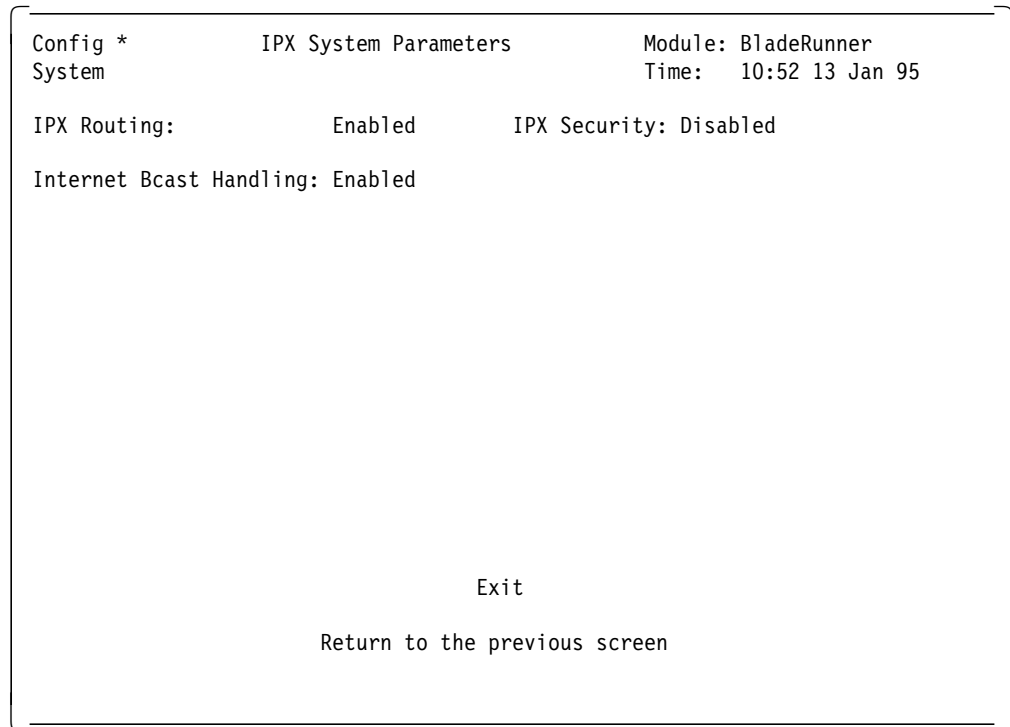 Config * IPX System Parameters Module: BladeRunner
System Time: 10:52 13 Jan 95
IPX Routing: Enabled IPX Security: Disabled
Internet Bcast Handling: Enabled
Exit
Return to the previous screen